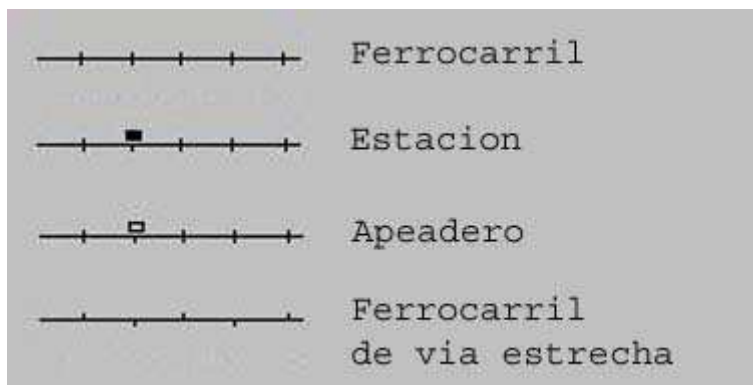 Ferrocarril
Estacion
Apeadero
Ferrocarril
de via estrecha